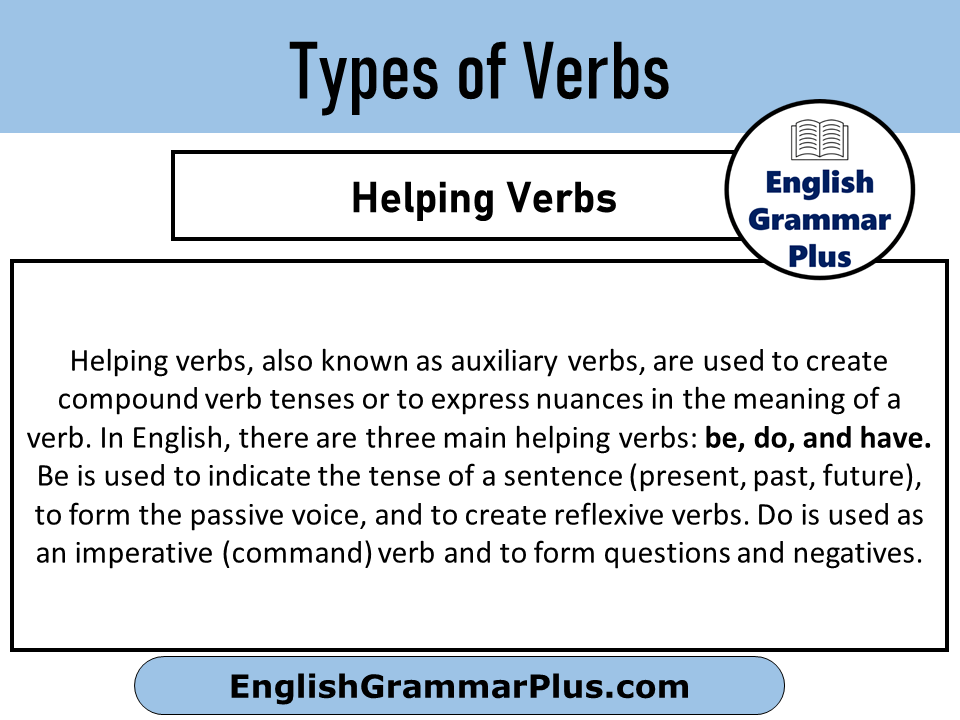 Types of Verbs
Helping Verbs
English
Grammar
Plus
Helping verbs, also known as auxiliary verbs, are used to create
compound verb tenses or to express nuances in the meaning of a
verb. In English, there are three main helping verbs: be, do, and have.
Be is used to indicate the tense of a sentence (present, past, future),
to form the passive voice, and to create reflexive verbs. Do is used as
an imperative (command) verb and to form questions and negatives.
EnglishGrammarPlus.com